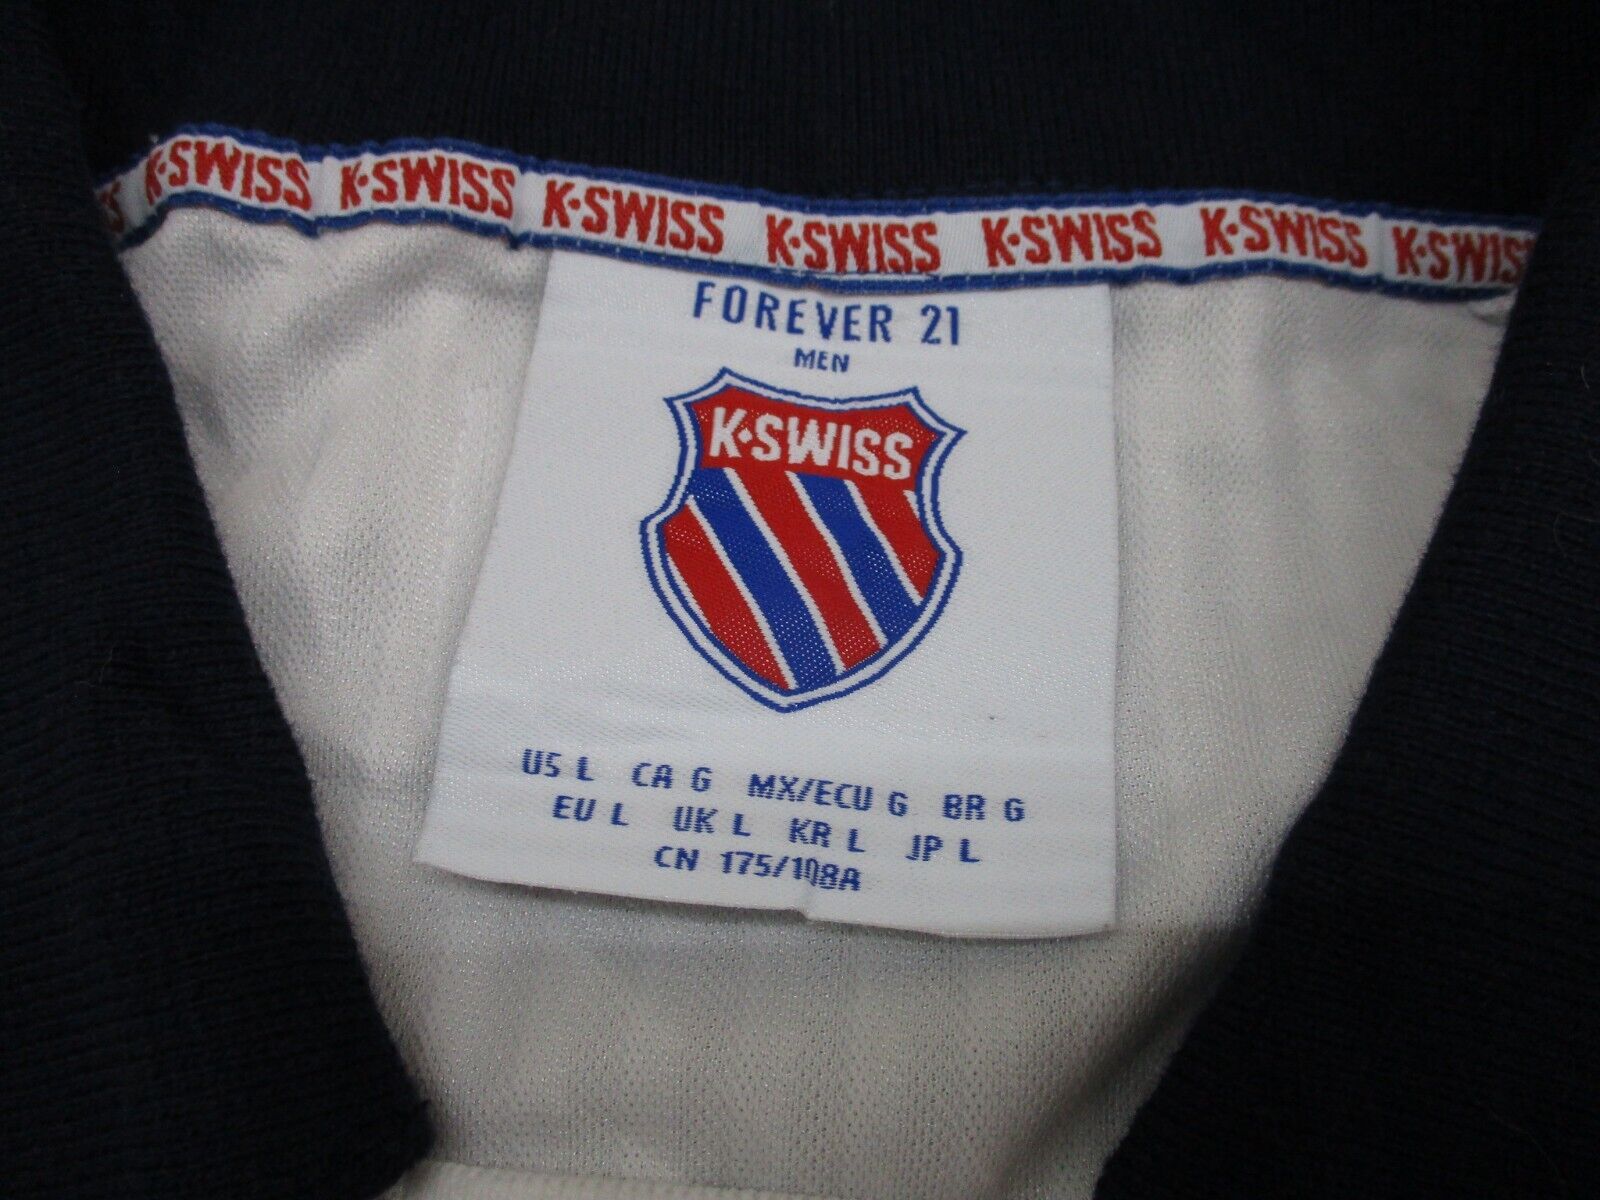 K·SWISS K·SWISS K·SWISS K·SWISS K·SWISS K·SWISS K·SWIS
FOREVER 21
MEN
K·SWISS
US L CA G MX/ECU G BR G
EU L UK L KR L JP L
CN 175/108A